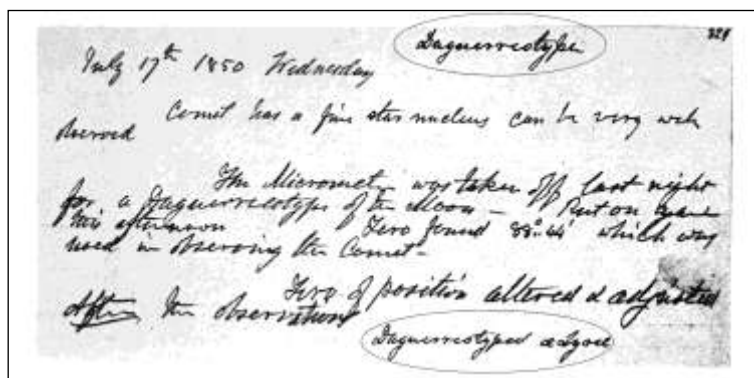 Daguerreotype
329
July 17th 1850 Wednesday
Comet has a fine star nucleus can be very well
observed
The Micrometer was taken off last night
for a Daguerreotype of the Moon – Put on again
this afternoon Zero found 88°.44' which was
used in observing the Comet –
Zero of position altered & adjusted
After the observations
Daguerreotyped α Lyrae